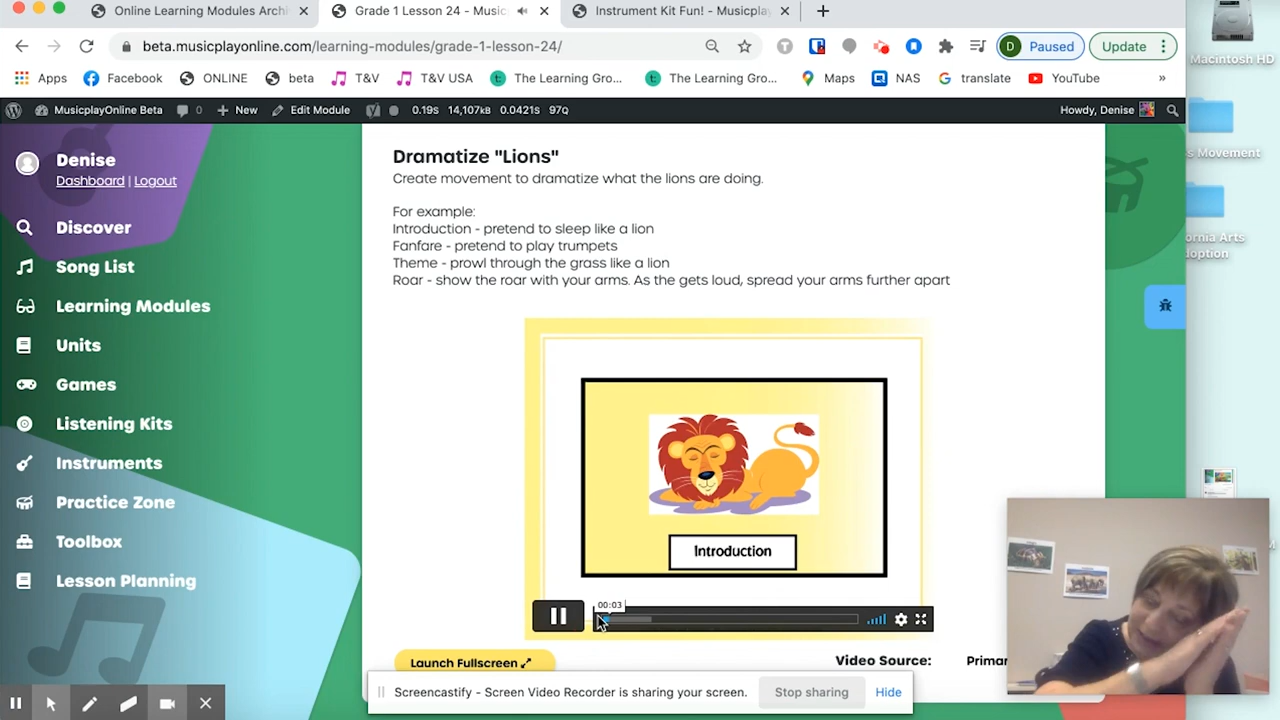 Online Learning Modules Archi
Grade 1 Lesson 24 - Music
Instrument Kit Fun! - Musicplay
beta.musicplayonline.com/learning-modules/grade-1-lesson-24/
T
D
Paused
Update
Apps
Facebook
ONLINE
beta
T&V
T&V USA
The Learning Gro...
The Learning Gro...
Maps
NAS
translate
YouTube
»
Macintosh HD
MusicplayOnline Beta
0
New
Edit Module
0.19s
14,107kB
0.0421s
97Q
Howdy, Denise
Denise
Dashboard | Logout
Discover
Song List
Learning Modules
Units
Games
Listening Kits
Instruments
Practice Zone
Toolbox
Lesson Planning
Dramatize "Lions"
Create movement to dramatize what the lions are doing.
For example:
Introduction - pretend to sleep like a lion
Fanfare - pretend to play trumpets
Theme - prowl through the grass like a lion
Roar - show the roar with your arms. As the gets loud, spread your arms further apart
Introduction
00:03
Launch Fullscreen
Video Source:
Primar
s Movement
ornia Arts
doption
Screencastify - Screen Video Recorder is sharing your screen.
Stop sharing
Hide